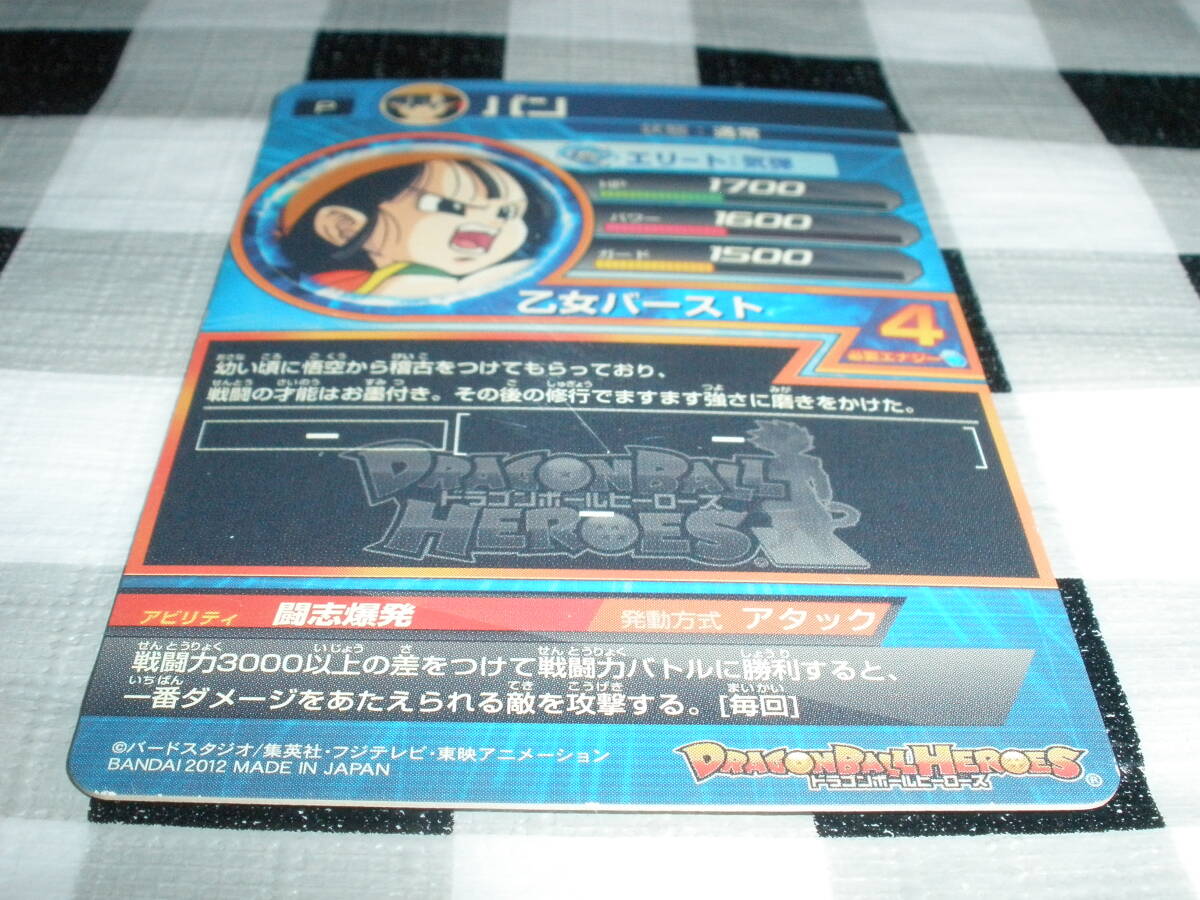 P
パン
状態：通常
エリート：気弾
HP 1700
パワー 1600
ガード 1500
乙女バースト
4
必要エナジー
幼い頃に悟空から稽古をつけてもらっており、
戦闘の才能はお墨付き。その後の修行でますます強さに磨きをかけた。
DRAGON BALL
ドラゴンボールヒーローズ
HEROES
アビリティ 闘志爆発 発動方式 アタック
戦闘力3000以上の差をつけて戦闘力バトルに勝利すると、
一番ダメージをあたえられる敵を攻撃する。[毎回]
©バードスタジオ/集英社・フジテレビ・東映アニメーション
BANDAI 2012 MADE IN JAPAN
DRAGON BALL HEROES
ドラゴンボールヒーローズ